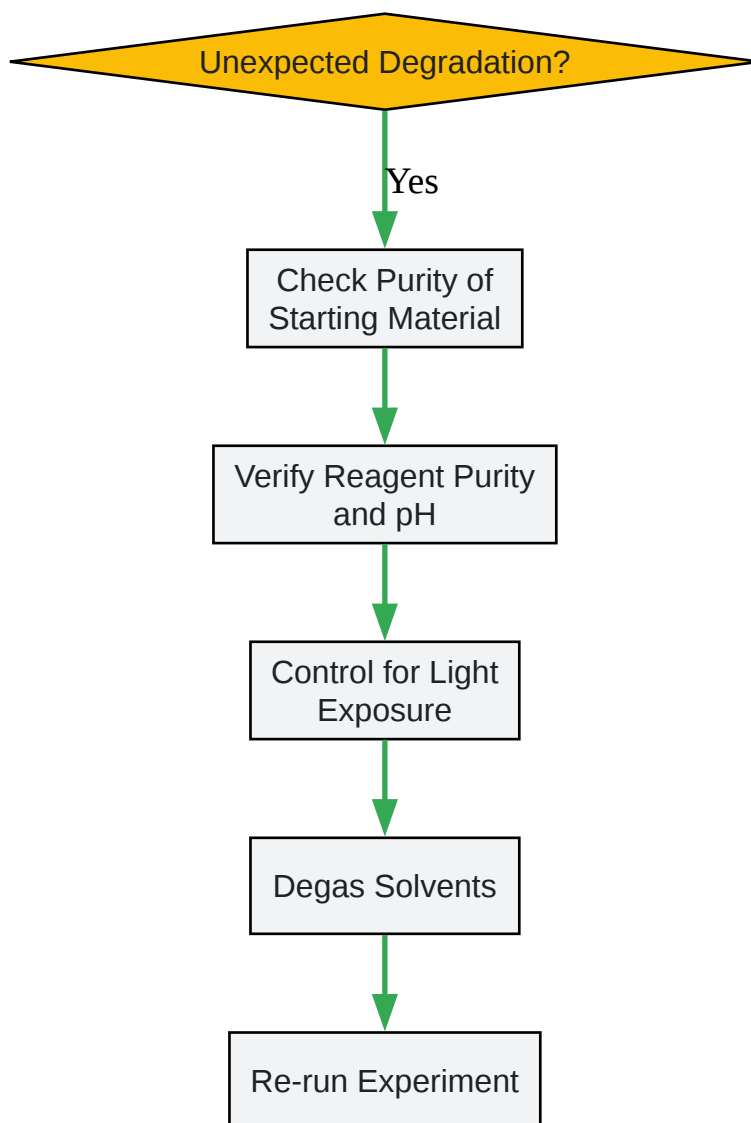 Unexpected Degradation?
Yes
Check Purity of
Starting Material
Verify Reagent Purity
and pH
Control for Light
Exposure
Degas Solvents
Re-run Experiment